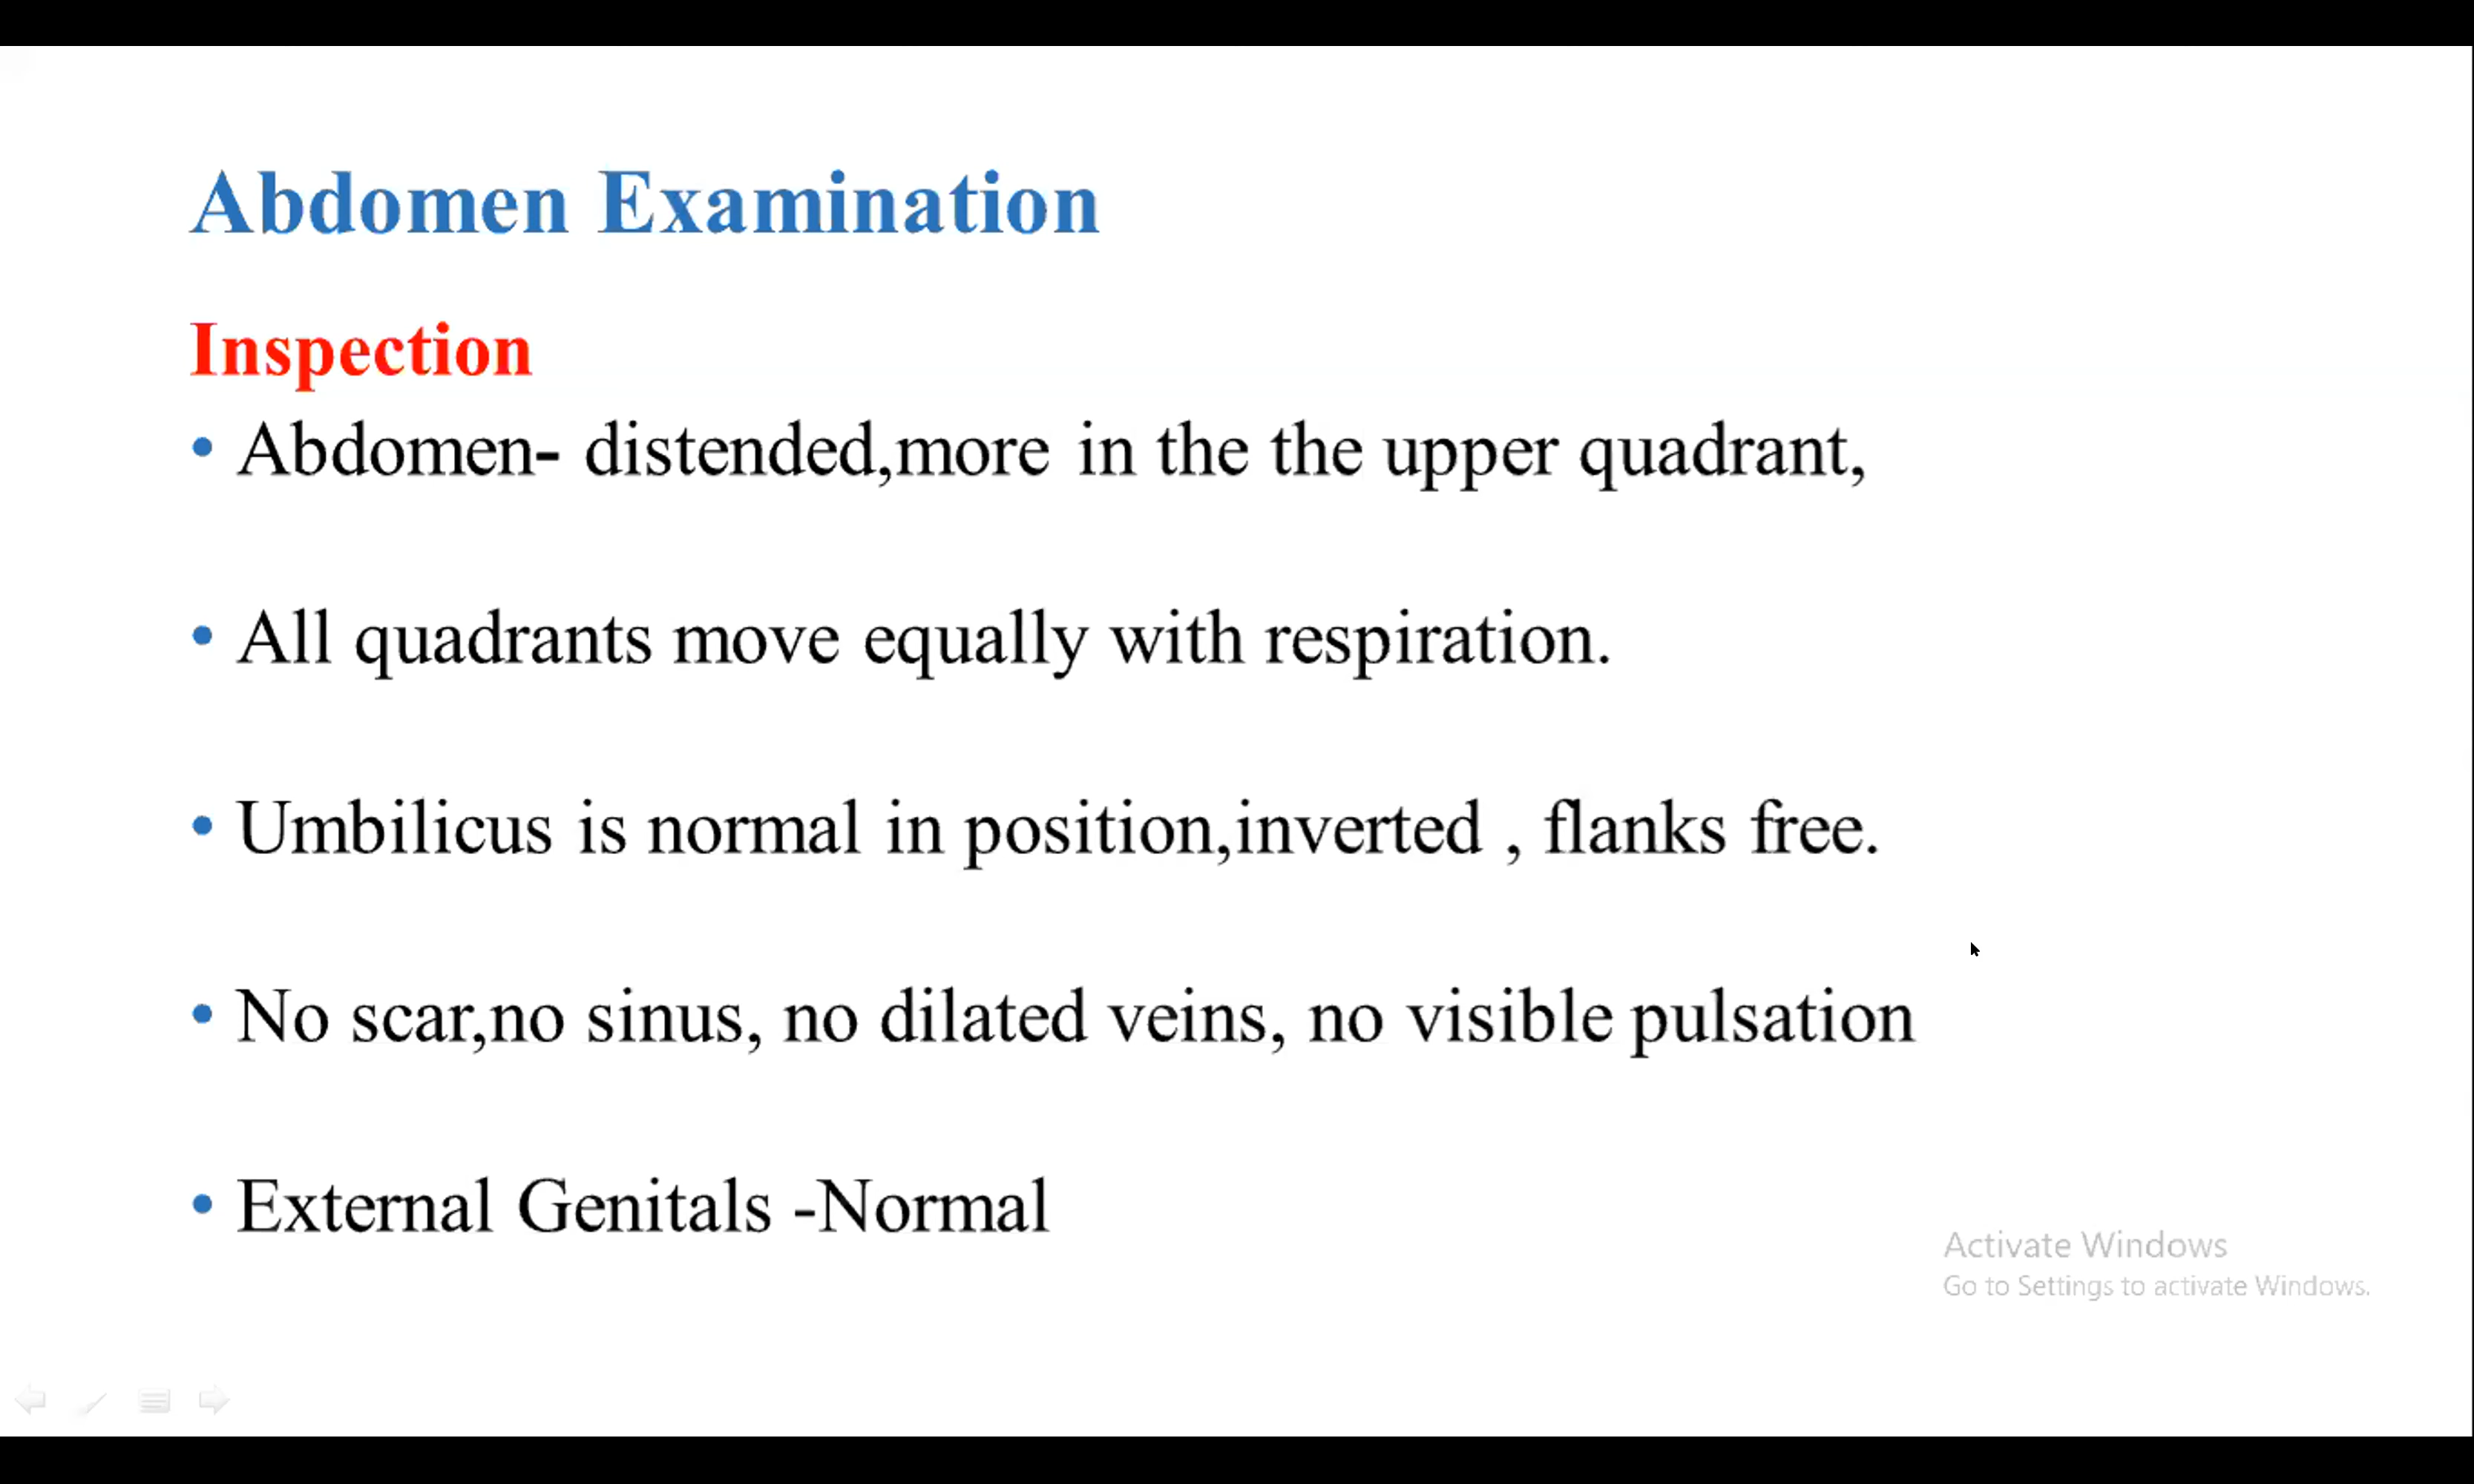 Abdomen Examination
Inspection
• Abdomen- distended,more in the the upper quadrant,
• All quadrants move equally with respiration.
• Umbilicus is normal in position,inverted , flanks free.
• No scar,no sinus, no dilated veins, no visible pulsation
• External Genitals -Normal
Activate Windows
Go to Settings to activate Windows.